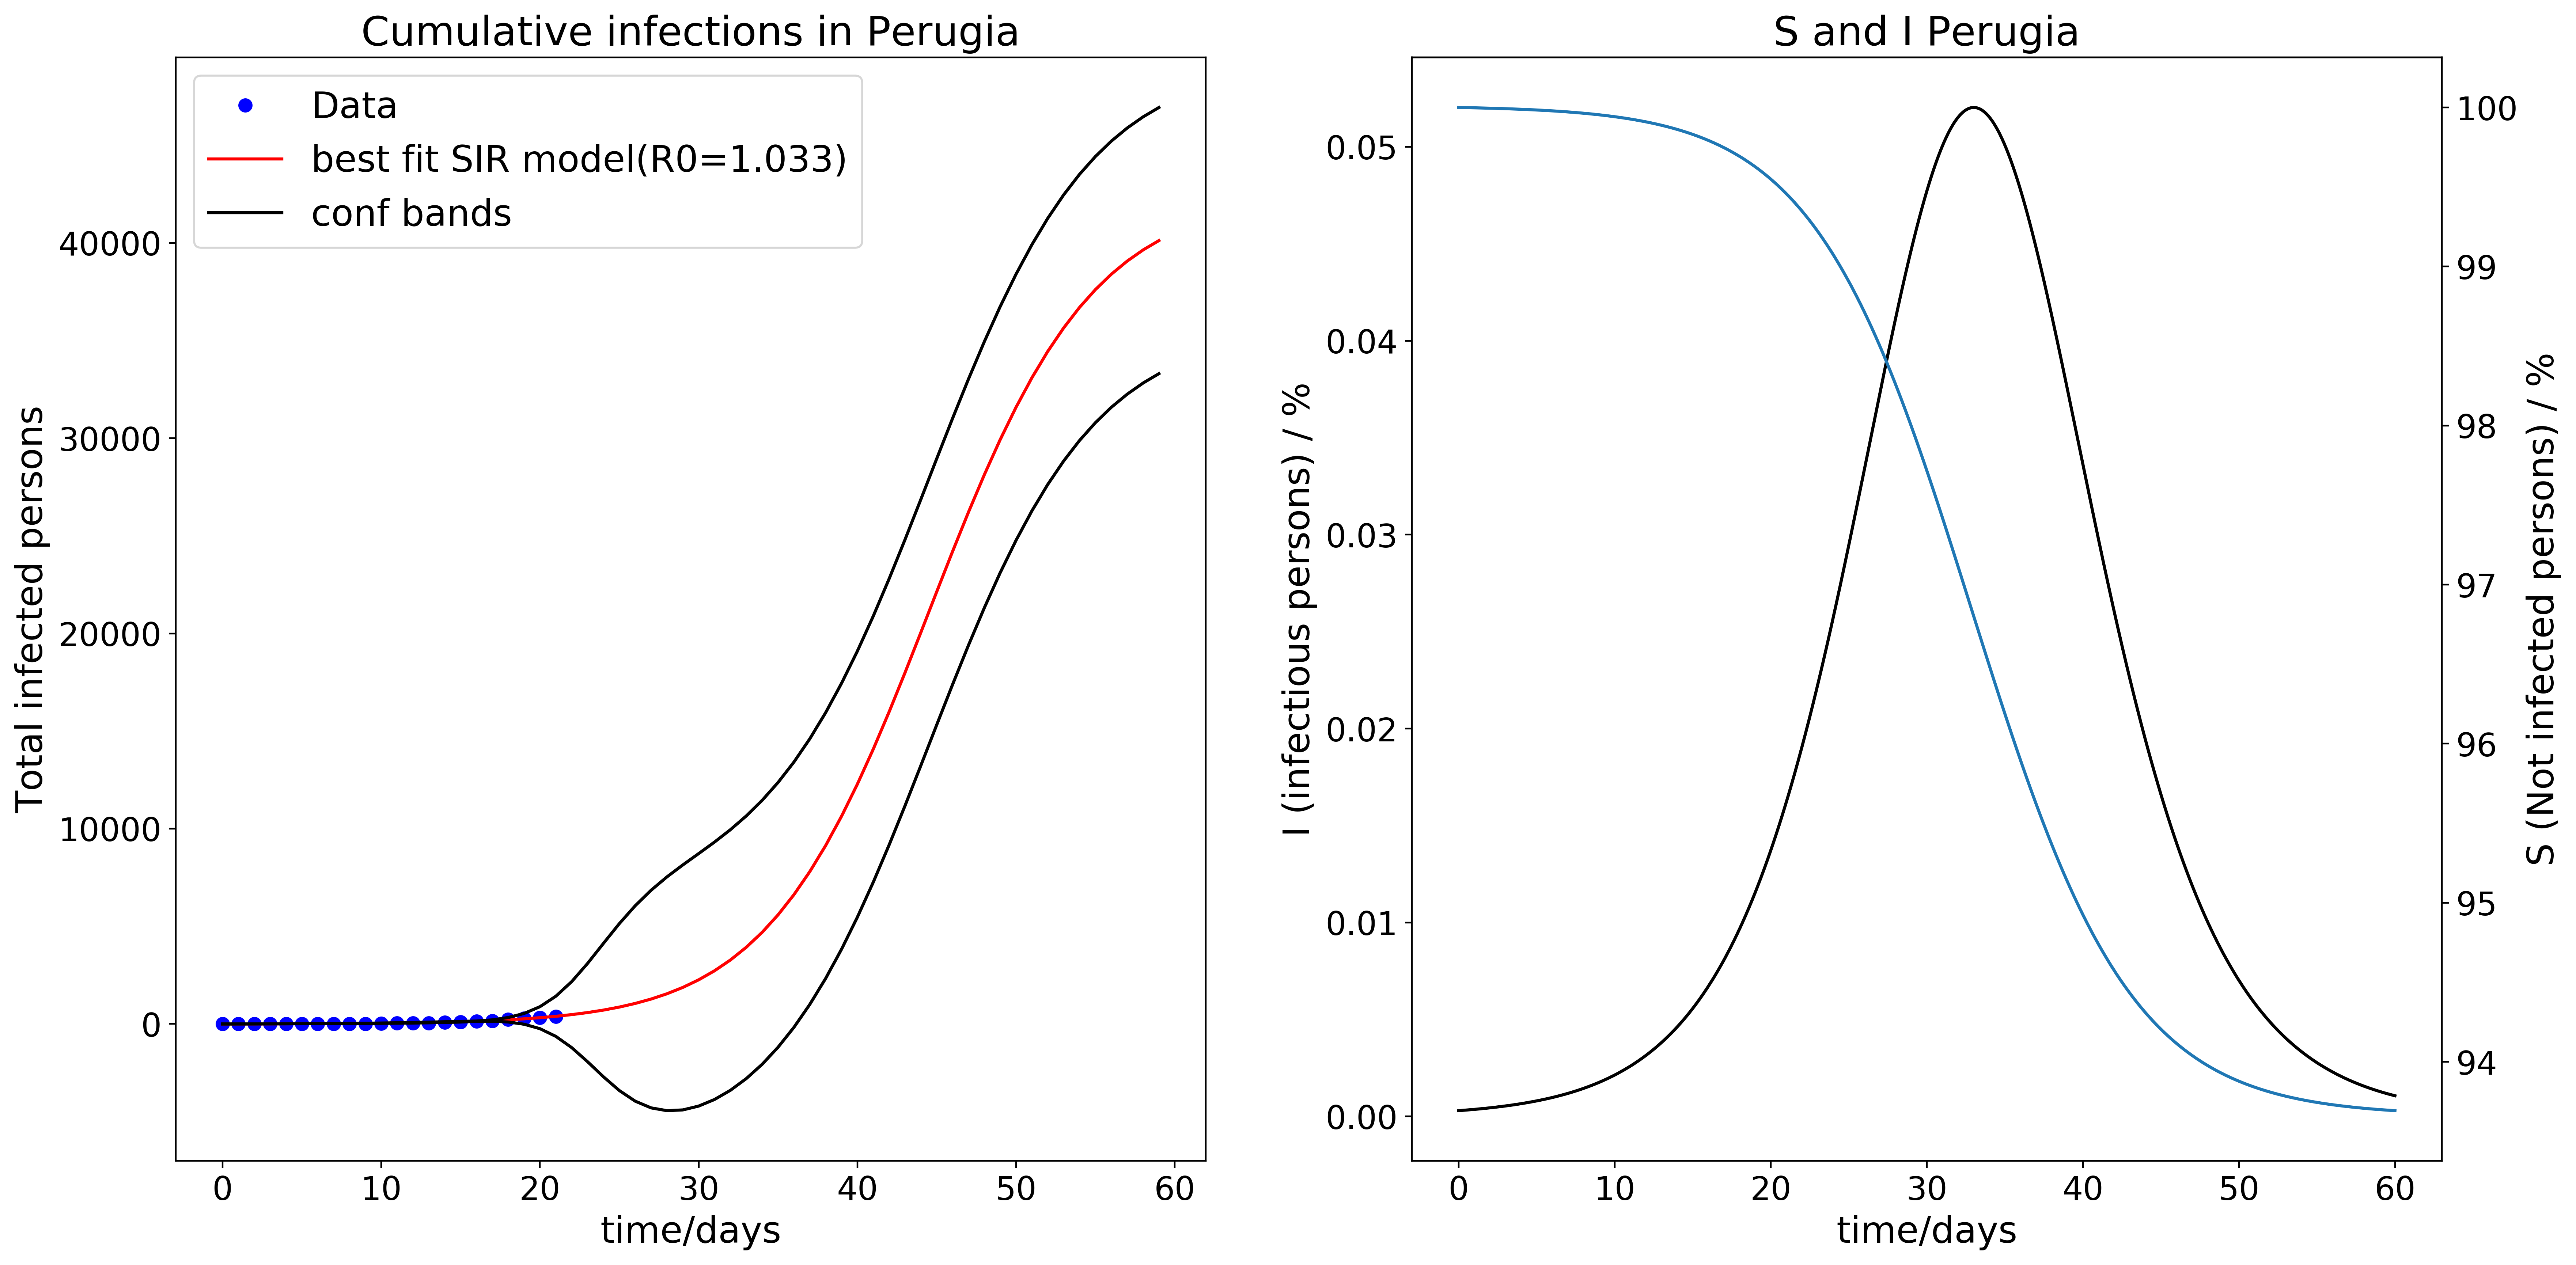 Cumulative infections in Perugia
Data
best fit SIR model(R0=1.033)
conf bands
Total infected persons
40000
30000
20000
10000
0
0 10 20 30 40 50 60
time/days
S and I Perugia
I (infectious persons) / %
0.05
0.04
0.03
0.02
0.01
0.00
100
99
98
97
96
95
94
S (Not infected persons) / %
0 10 20 30 40 50 60
time/days